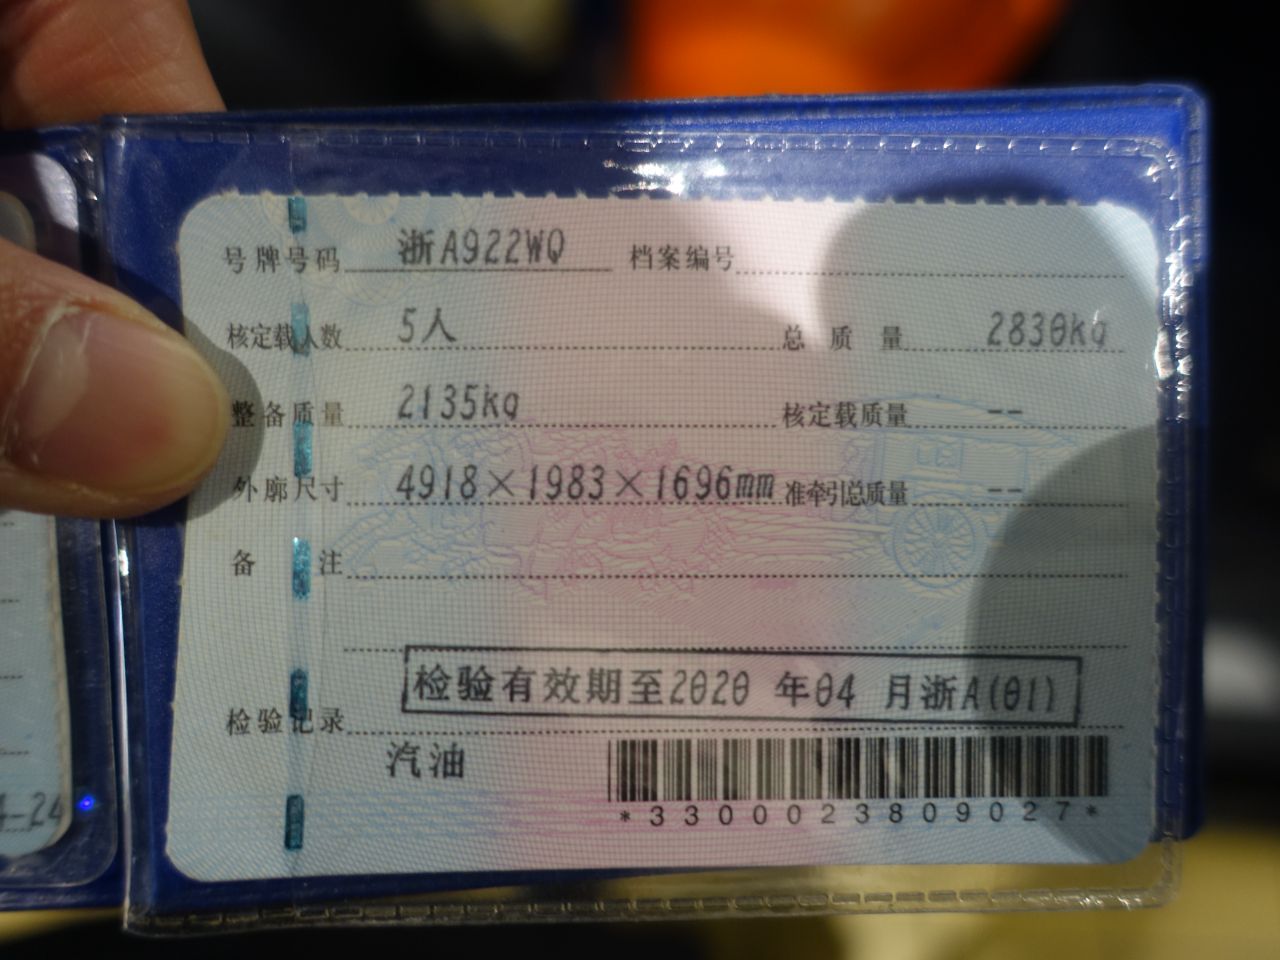 号牌号码 浙A922WQ 档案编号
核定载人数 5人 总质量 2830kg
整备质量 2135kg 核定载质量 --
外廓尺寸 4918×1983×1696mm 准牵引总质量 --
备注
检验有效期至2020 年04 月浙A(01)
检验记录
汽油
*3300023809027*
4-24